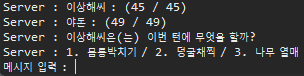 Server : 이상해씨 : (45 / 45)
Server : 야돈 : (49 / 49)
Server : 이상해씨은(는) 이번 턴에 무엇을 할까?
Server : 1. 몸통박치기 / 2. 덩굴채찍 / 3. 나무 열매
메시지 입력 :